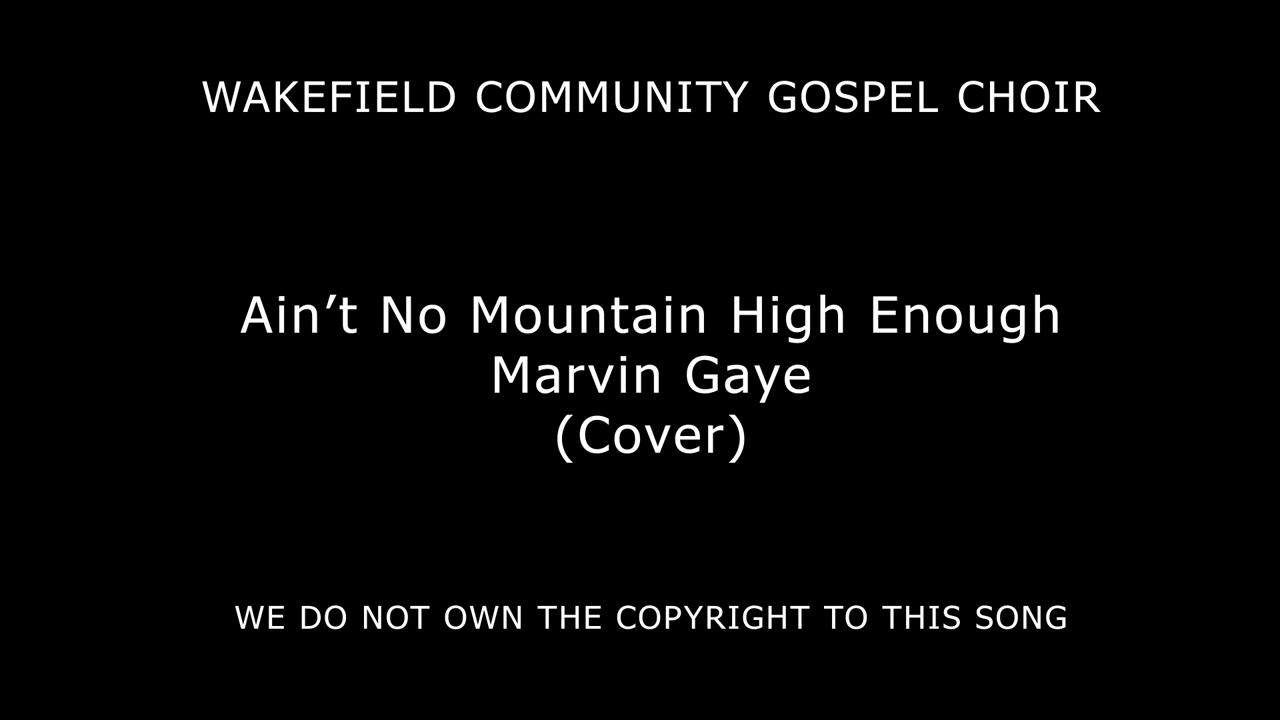 WAKEFIELD COMMUNITY GOSPEL CHOIR
Ain’t No Mountain High Enough
Marvin Gaye
(Cover)
WE DO NOT OWN THE COPYRIGHT TO THIS SONG